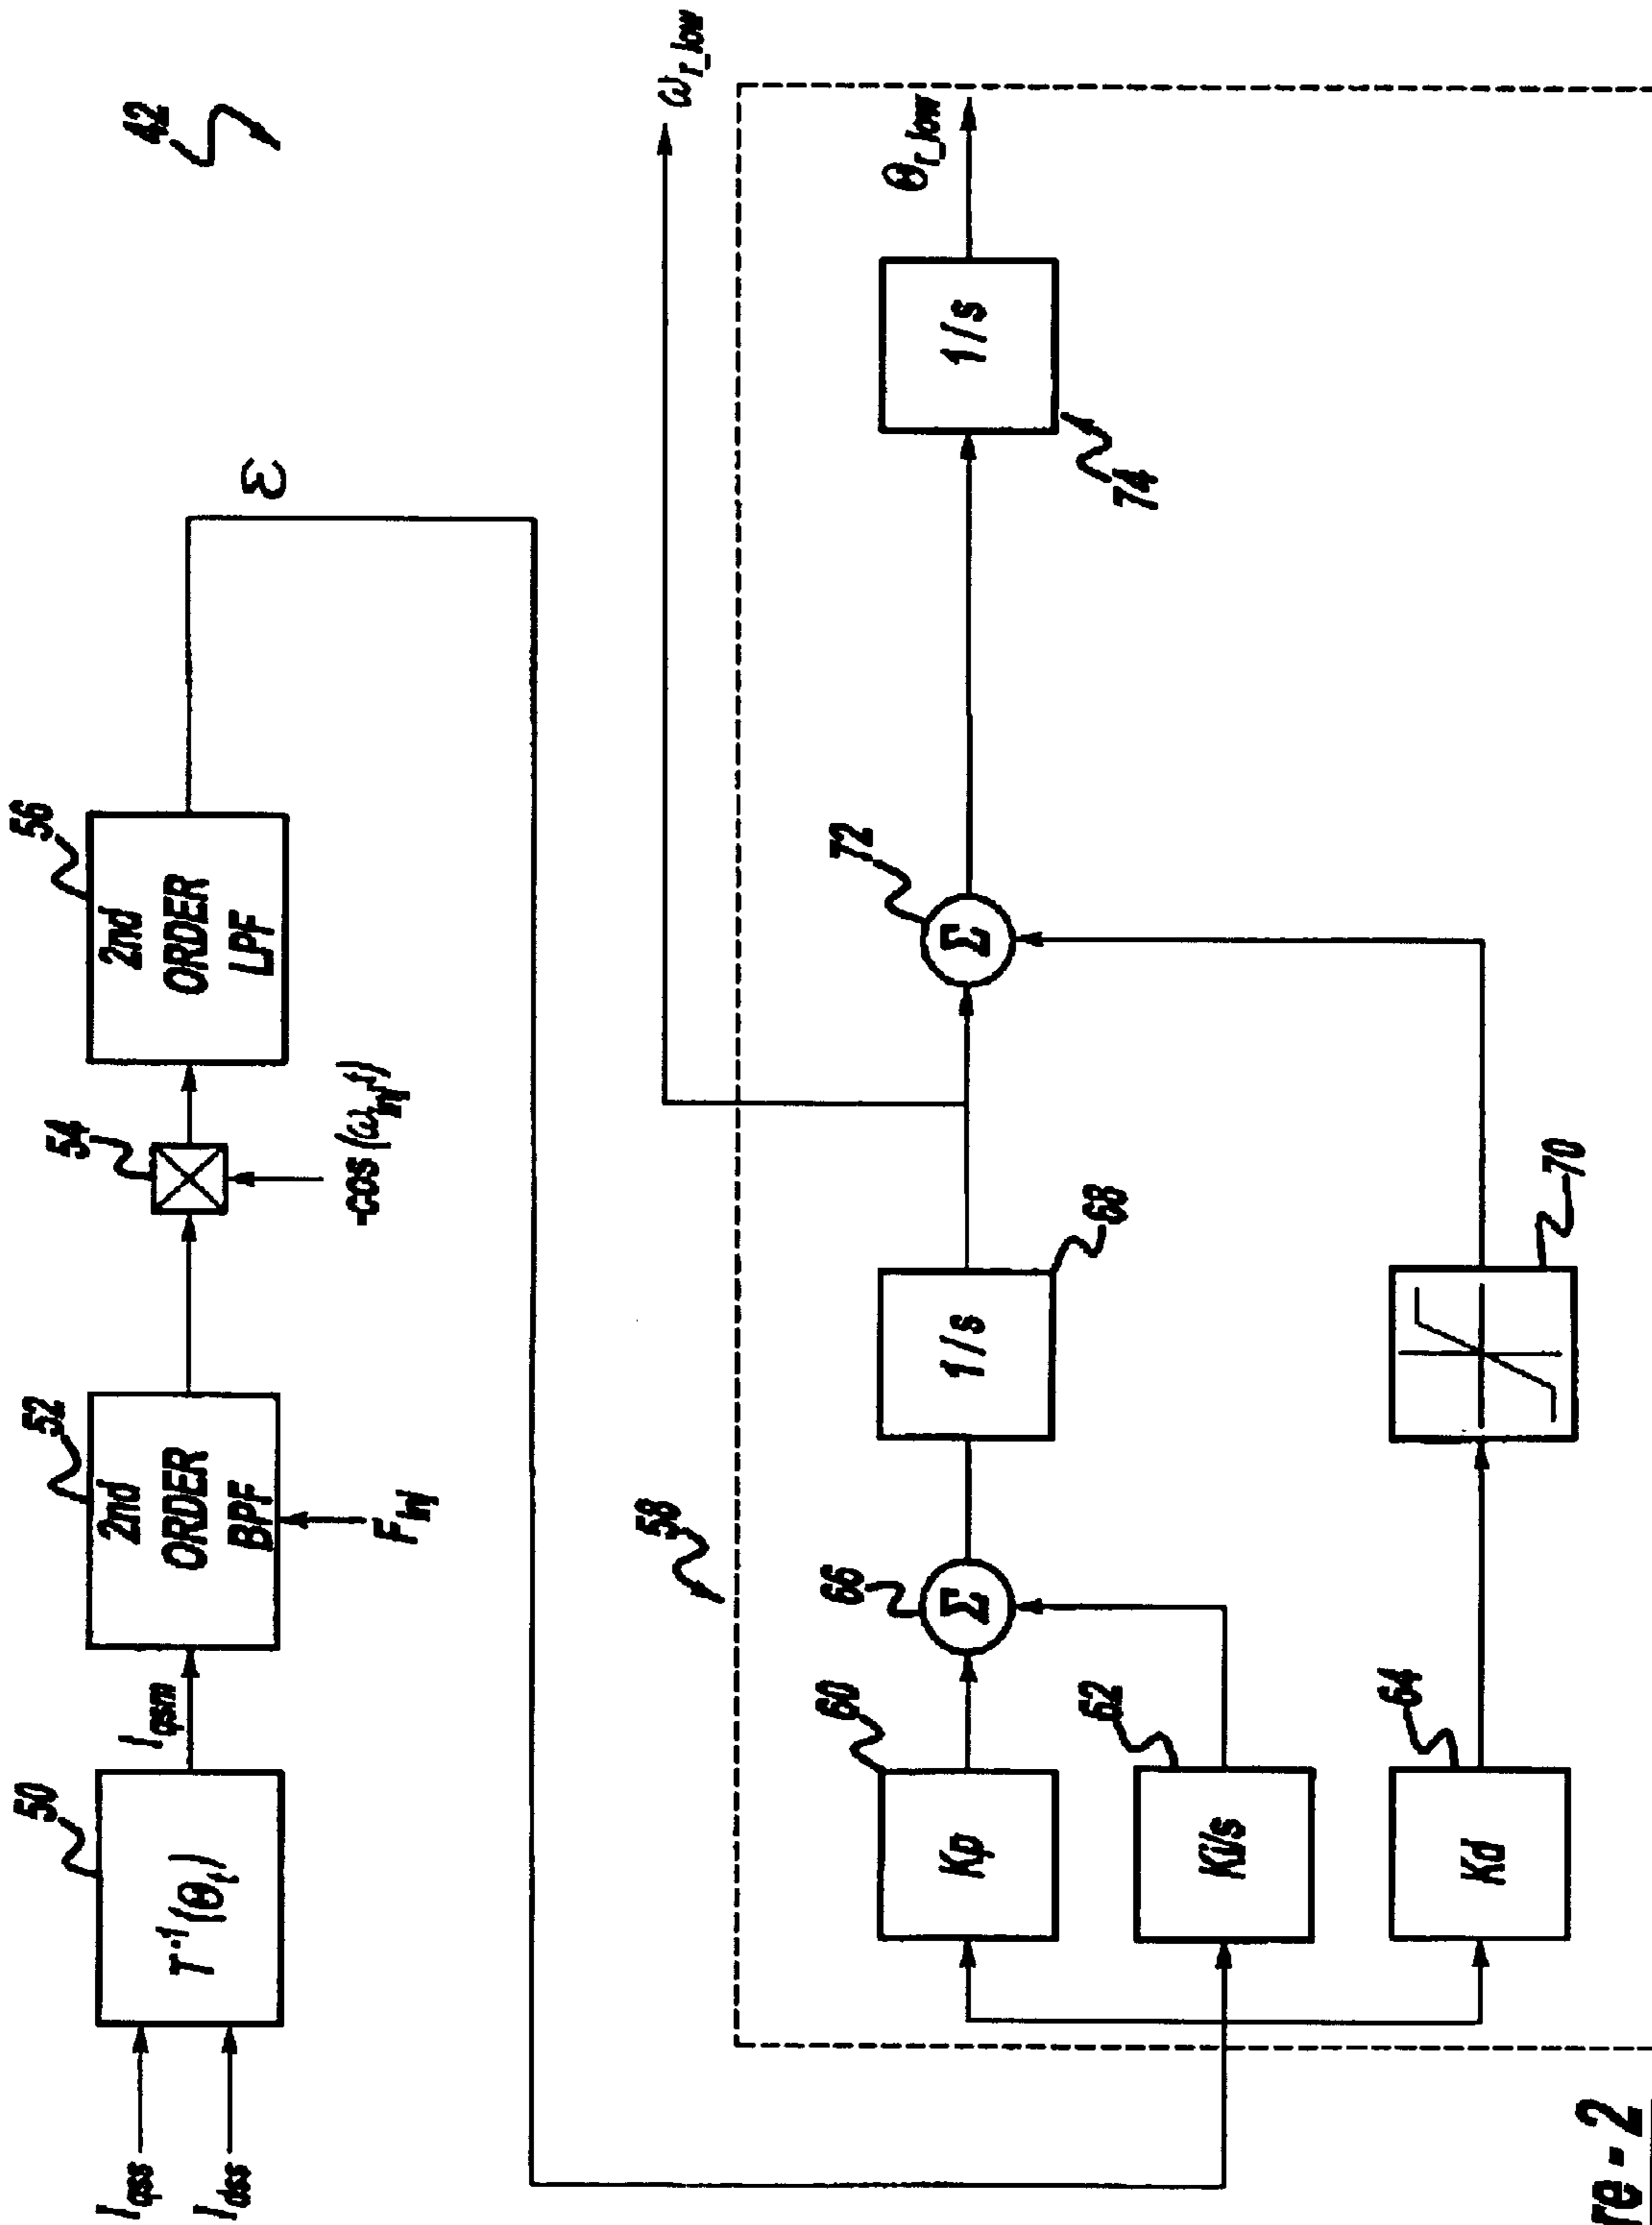 42
50
I_qss
I_dss
T^-1(Θ_r)
I_qsm
52
2nd
ORDER
BPF
F_inj
54
-cos(ω_inj t)
56
2nd
ORDER
LPF
ε
ω_r_low
58
60
Kp
62
Ki/s
64
Kd
66
Σ
68
1/s
70
72
Σ
74
1/s
Θ_r_low
re - 2